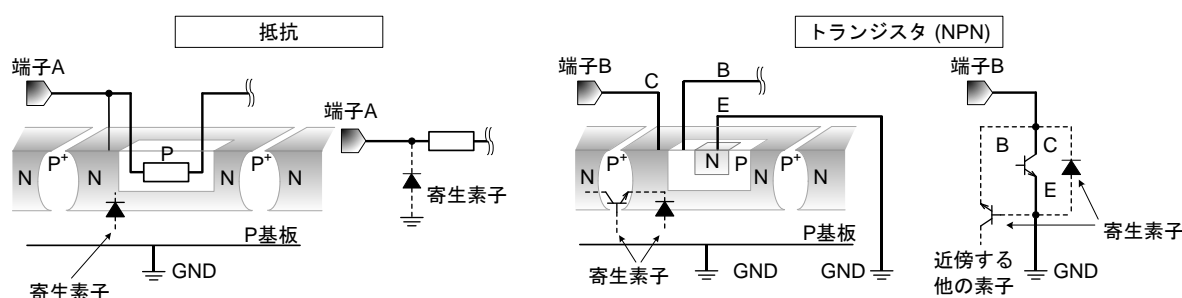 抵抗
端子A
P
N
P+
N
N
P+
N
P基板
GND
寄生素子
端子A
寄生素子
トランジスタ (NPN)
端子B
C
B
E
N
P+
N
N
P
N
P+
N
P基板
寄生素子
GND
GND
端子B
B
C
E
寄生素子
近傍する
他の素子
GND